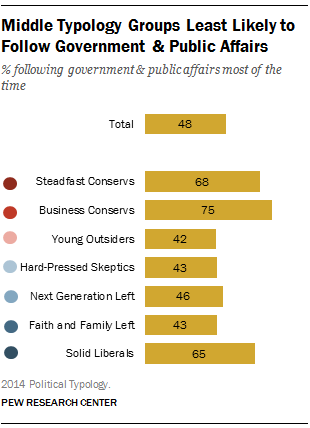 Middle Typology Groups Least Likely to
Follow Government & Public Affairs
% following government & public affairs most of the
time
Total 48
Steadfast Conservs 68
Business Conservs 75
Young Outsiders 42
Hard-Pressed Skeptics 43
Next Generation Left 46
Faith and Family Left 43
Solid Liberals 65
2014 Political Typology.
PEW RESEARCH CENTER